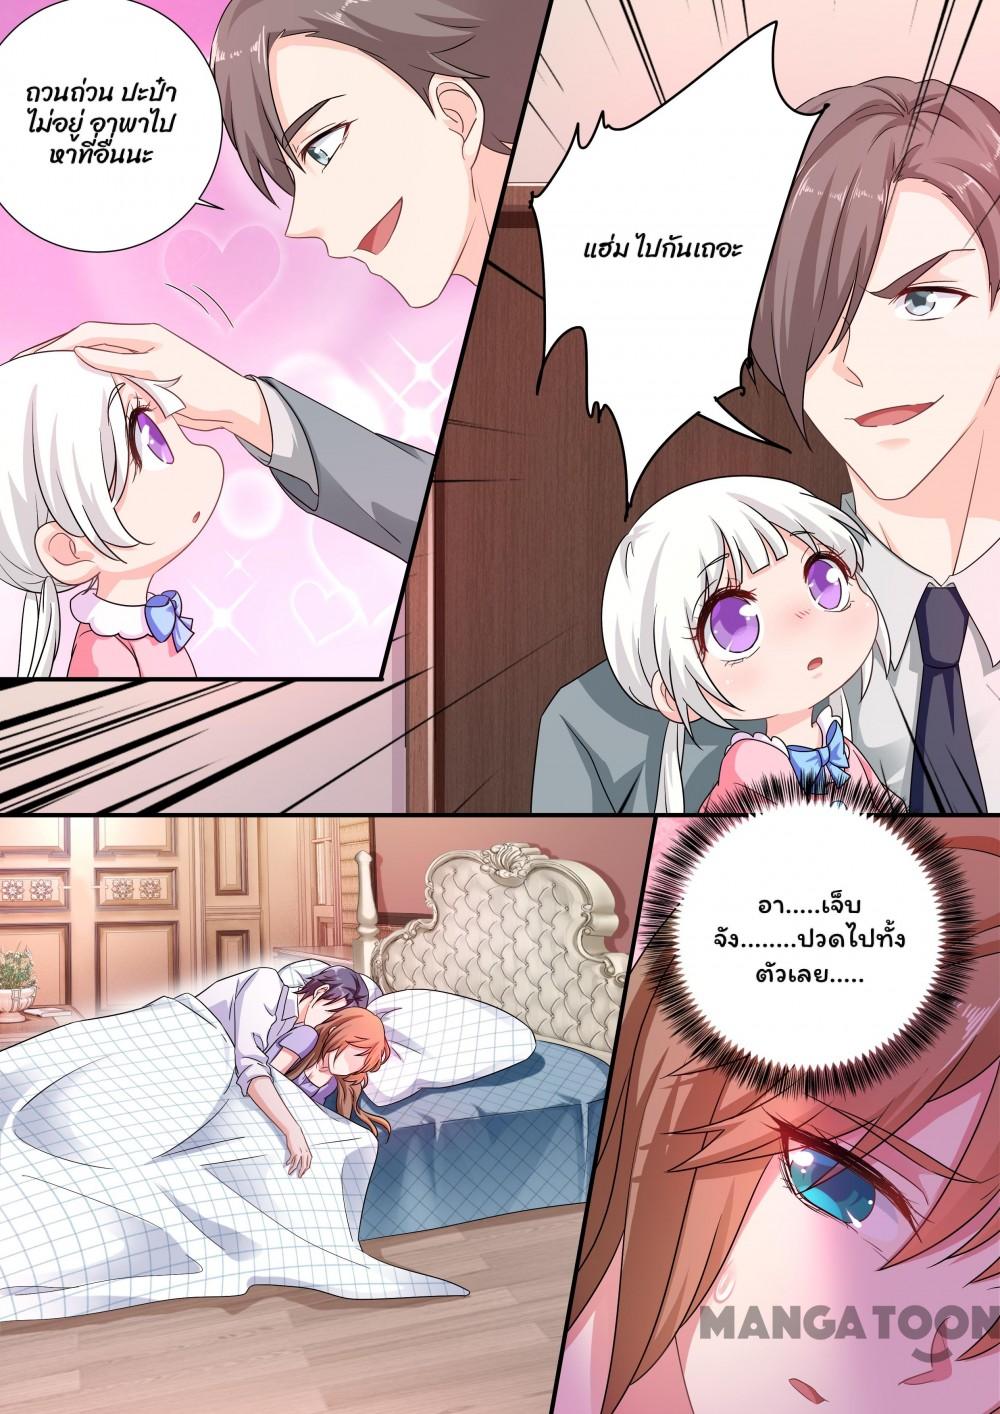 ถวนถ่วน ปะป๋า
ไม่อยู่ อาพาไป
หาที่อื่นนะ
แฮ่ม ไปกันเถอะ
อา.....เจ็บ
จัง........ปวดไปทั้ง
ตัวเลย.....
MANGATOON